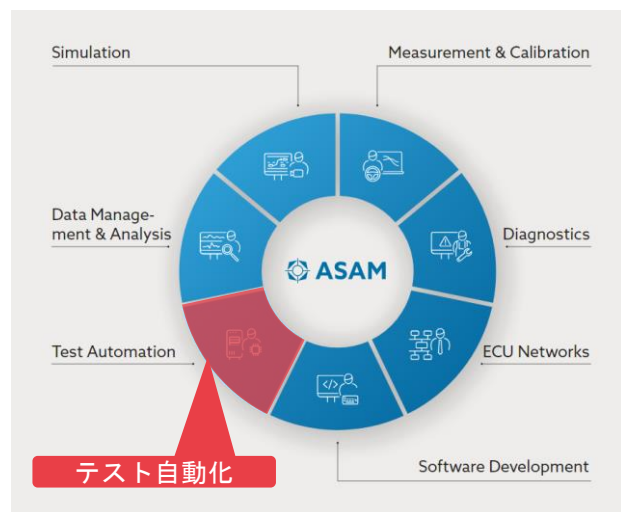 Simulation
Measurement & Calibration
Data Manage-
ment & Analysis
Diagnostics
ASAM
Test Automation
ECU Networks
</>
テスト自動化
Software Development